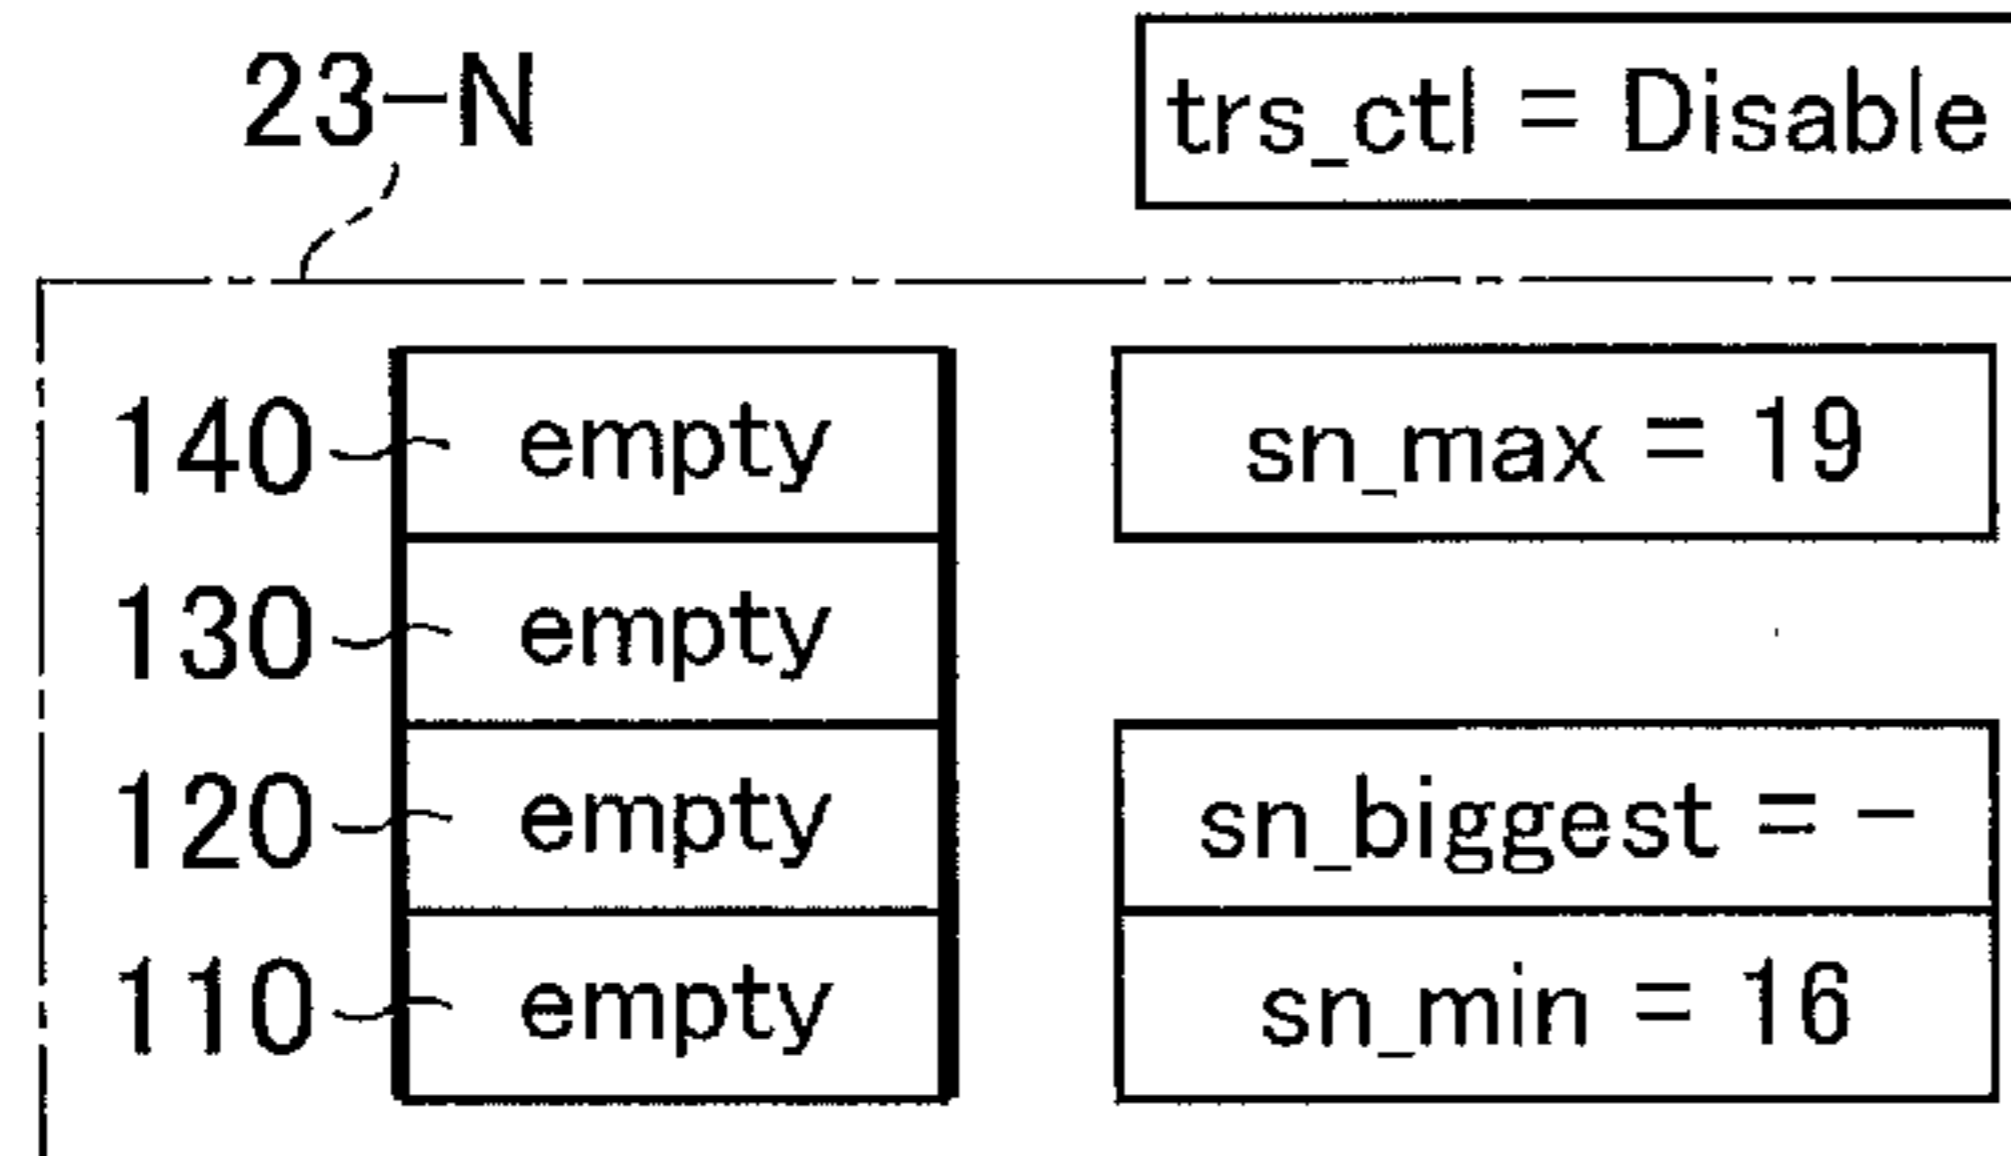 23-N
trs_ctl = Disable
140 empty
sn_max = 19
130 empty
120 empty
sn_biggest = -
110 empty
sn_min = 16